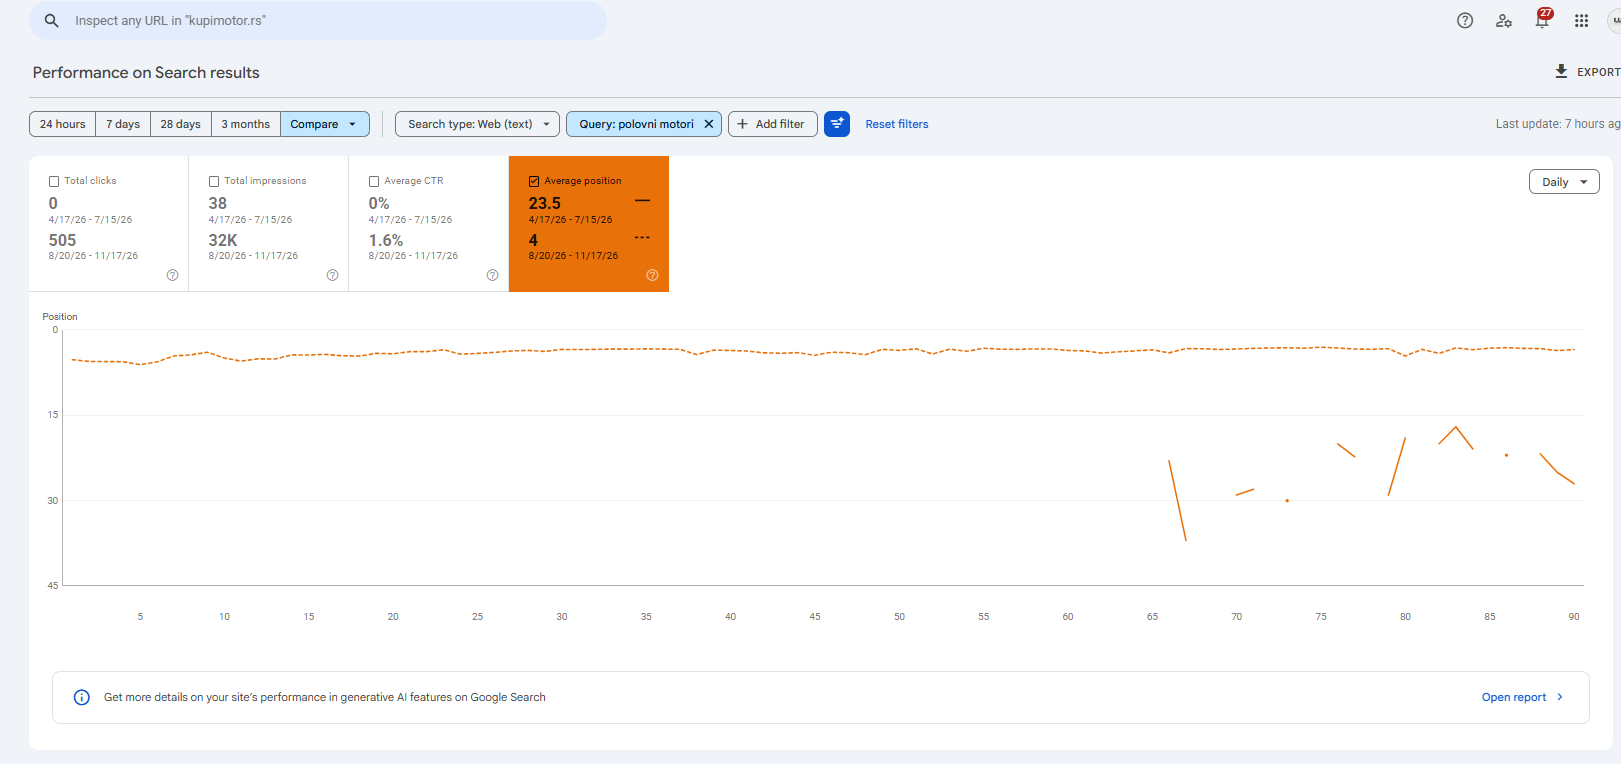 Inspect any URL in "kupimotor.rs"
27
Performance on Search results
EXPORT
24 hours 7 days 28 days 3 months Compare Search type: Web (text) Query: polovni motori Add filter Reset filters Last update: 7 hours ag
Total clicks
0
4/17/26 - 7/15/26
505
8/20/26 - 11/17/26
Total impressions
38
4/17/26 - 7/15/26
32K
8/20/26 - 11/17/26
Average CTR
0%
4/17/26 - 7/15/26
1.6%
8/20/26 - 11/17/26
Average position
23.5
4/17/26 - 7/15/26
4
8/20/26 - 11/17/26
Daily
Position
0
15
30
45
5 10 15 20 25 30 35 40 45 50 55 60 65 70 75 80 85 90
Get more details on your site's performance in generative AI features on Google Search Open report